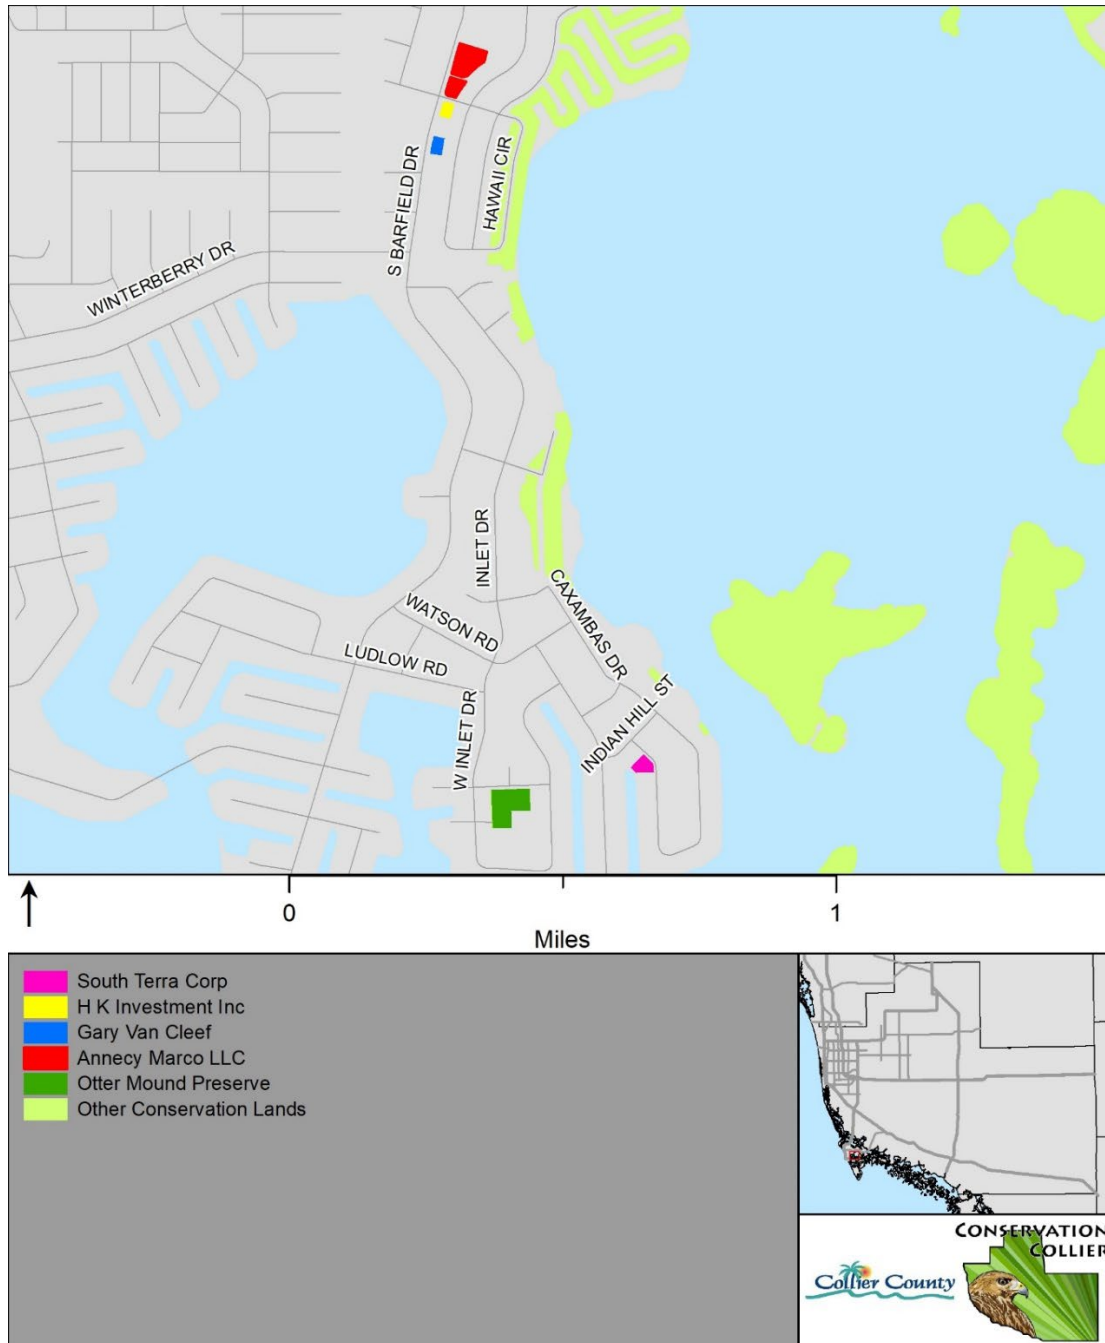 HAWAII CIR
S BARFIELD DR
WINTERBERRY DR
INLET DR
CAXAMBAS DR
WATSON RD
LUDLOW RD
INDIAN HILL ST
W INLET DR
0
1
Miles
South Terra Corp
H K Investment Inc
Gary Van Cleef
Annecy Marco LLC
Otter Mound Preserve
Other Conservation Lands
CONSERVATION
COLLIER
Collier County